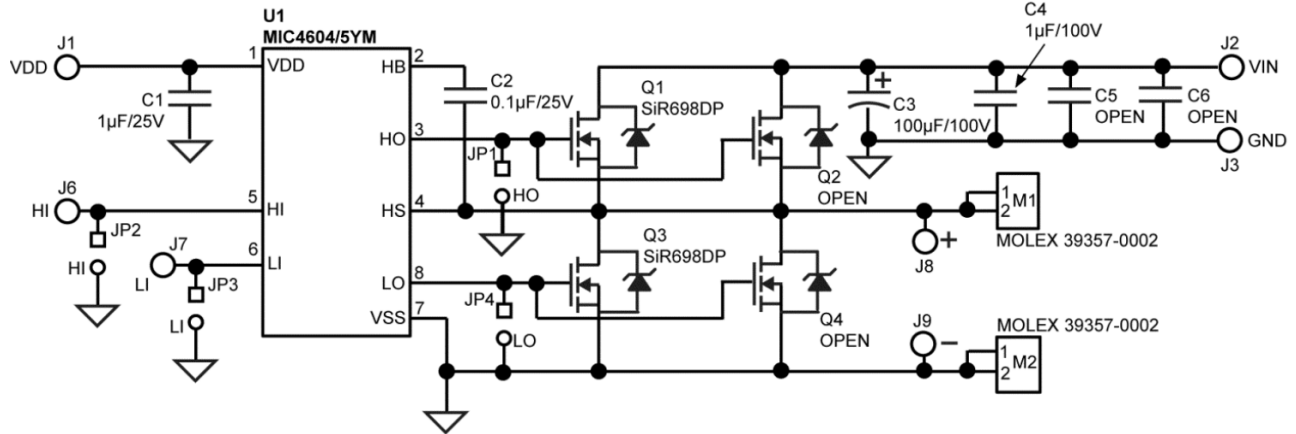 U1
MIC4604/5YM
J1
VDD
1
VDD
C1
1µF/25V
HB
2
C2
0.1µF/25V
HO
3
JP1
HO
Q1
SiR698DP
Q2
OPEN
C4
1µF/100V
C3
+
100µF/100V
C5
OPEN
C6
OPEN
J2
VIN
GND
J3
J6
HI
5
HI
JP2
HI
J7
LI
6
LI
JP3
LI
HS
4
LO
8
VSS
7
JP4
LO
Q3
SiR698DP
Q4
OPEN
1
2
M1
MOLEX 39357-0002
+
J8
J9
−
MOLEX 39357-0002
1
2
M2